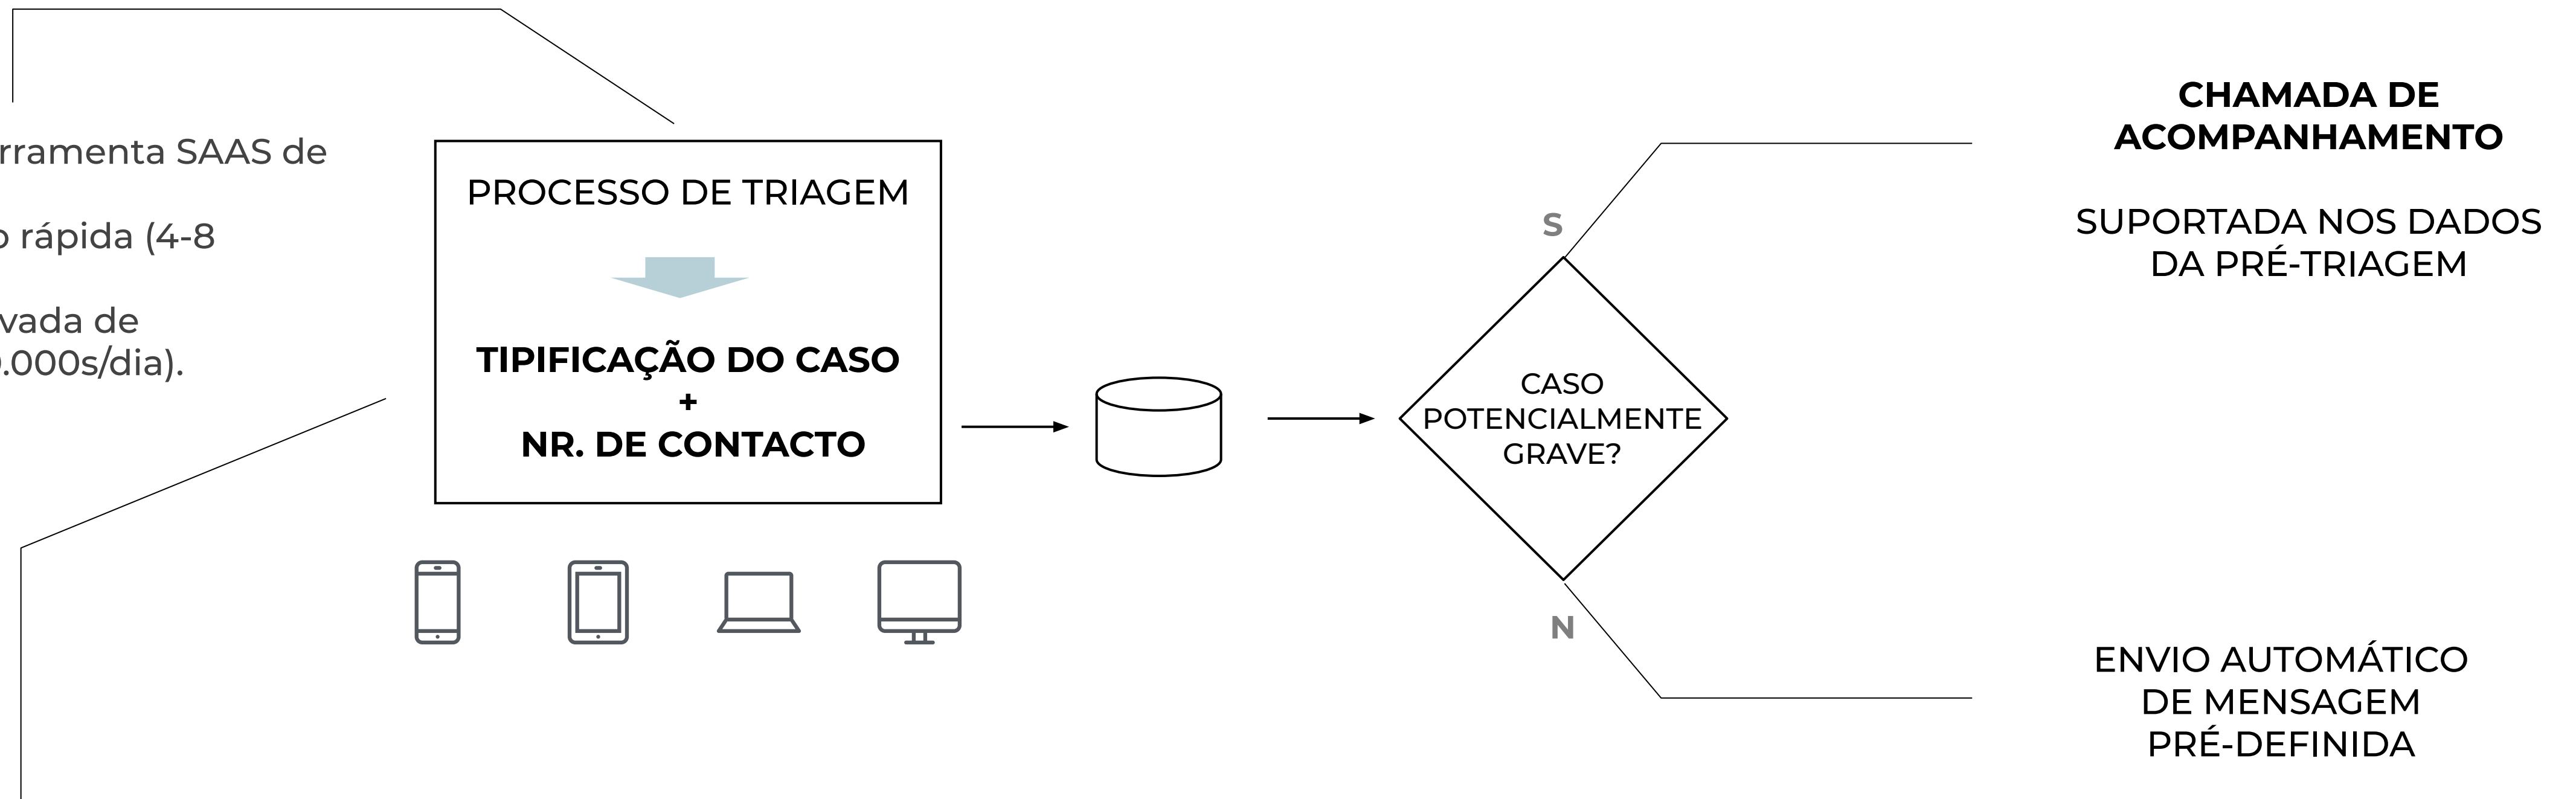 rramenta SAAS de
o rápida (4-8
vada de
.000s/dia).
PROCESSO DE TRIAGEM
TIPIFICAÇÃO DO CASO
+
NR. DE CONTACTO
S
CASO
POTENCIALMENTE
GRAVE?
N
CHAMADA DE
ACOMPANHAMENTO
SUPORTADA NOS DADOS
DA PRÉ-TRIAGEM
ENVIO AUTOMÁTICO
DE MENSAGEM
PRÉ-DEFINIDA